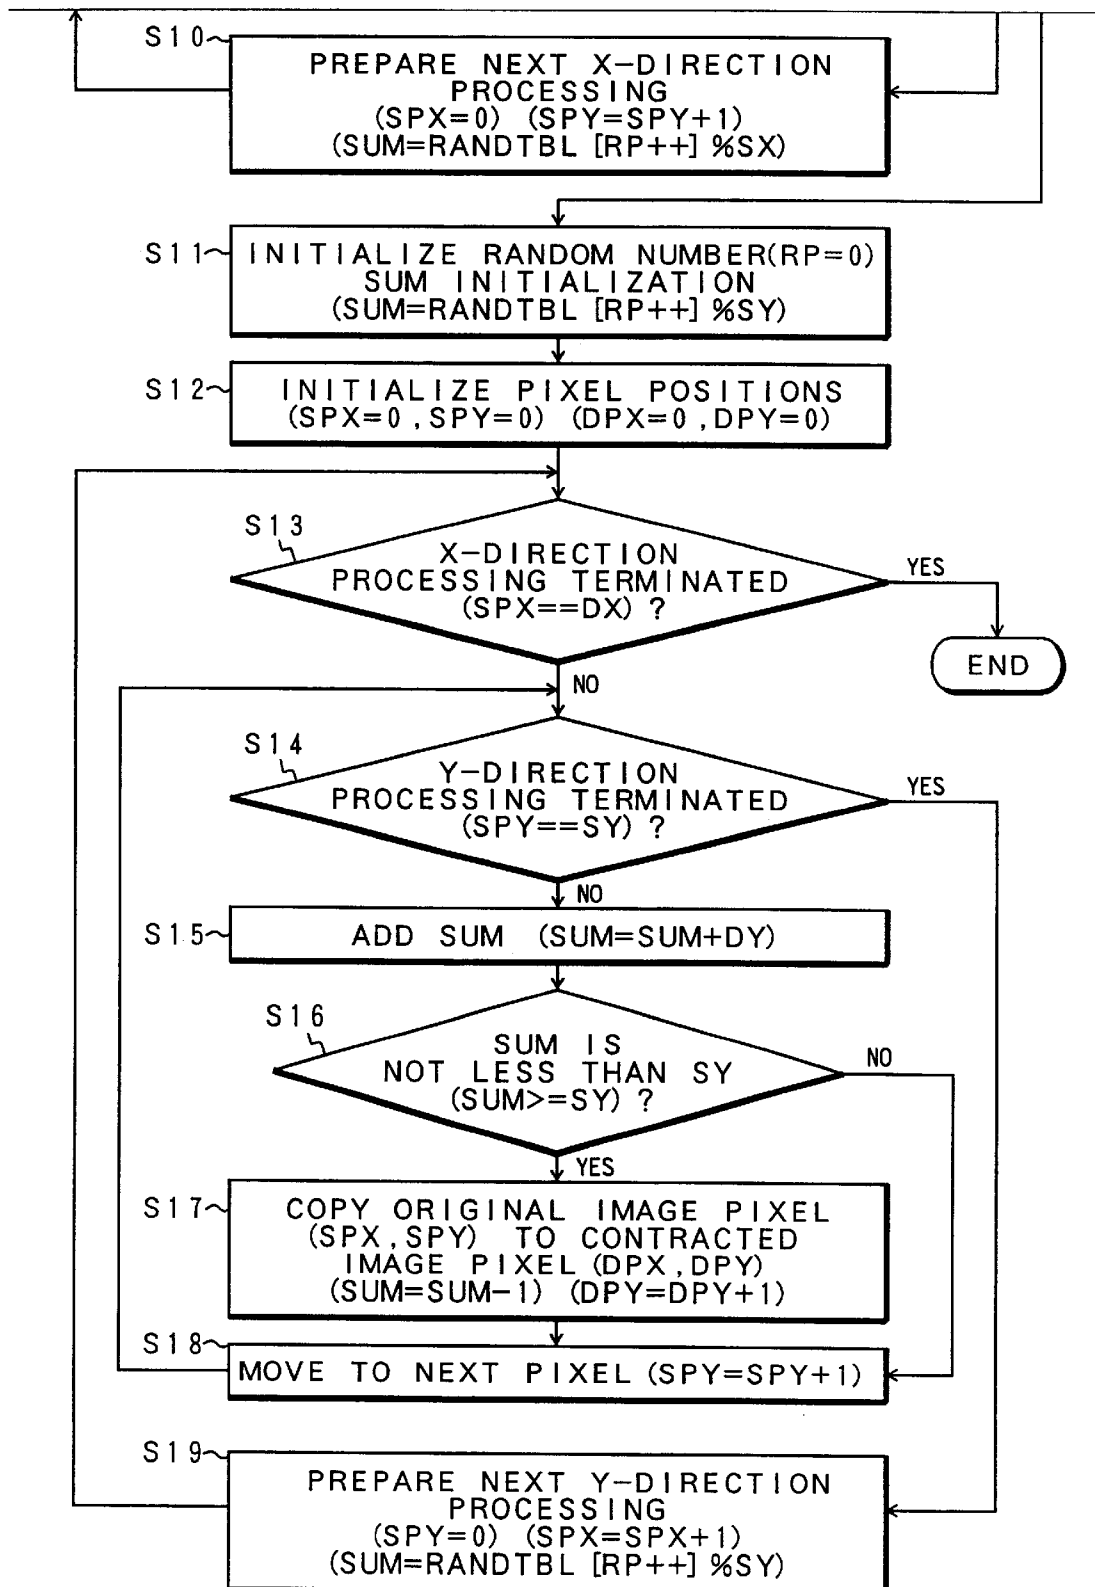 S10
PREPARE NEXT X-DIRECTION
PROCESSING
(SPX=0) (SPY=SPY+1)
(SUM=RANDTBL [RP++] %SX)
S11
INITIALIZE RANDOM NUMBER(RP=0)
SUM INITIALIZATION
(SUM=RANDTBL [RP++] %SY)
S12
INITIALIZE PIXEL POSITIONS
(SPX=0,SPY=0) (DPX=0,DPY=0)
S13
X-DIRECTION
PROCESSING TERMINATED
(SPX==DX) ?
YES
END
NO
S14
Y-DIRECTION
PROCESSING TERMINATED
(SPY==SY) ?
YES
NO
S15
ADD SUM (SUM=SUM+DY)
S16
SUM IS
NOT LESS THAN SY
(SUM>=SY) ?
NO
YES
S17
COPY ORIGINAL IMAGE PIXEL
(SPX,SPY) TO CONTRACTED
IMAGE PIXEL (DPX,DPY)
(SUM=SUM-1) (DPY=DPY+1)
S18
MOVE TO NEXT PIXEL (SPY=SPY+1)
S19
PREPARE NEXT Y-DIRECTION
PROCESSING
(SPY=0) (SPX=SPX+1)
(SUM=RANDTBL [RP++] %SY)